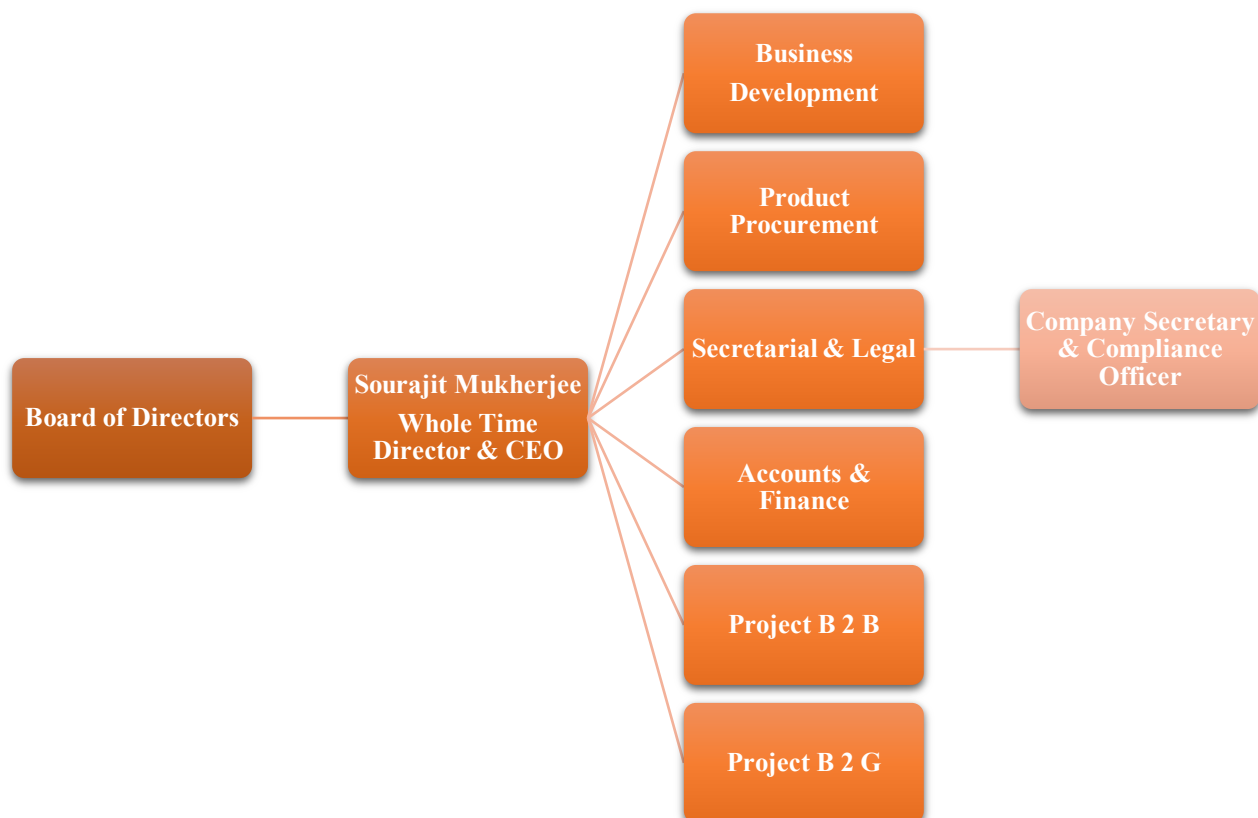 Board of Directors
Sourajit Mukherjee
Whole Time
Director & CEO
Business
Development
Product
Procurement
Secretarial & Legal
Company Secretary
& Compliance
Officer
Accounts &
Finance
Project B 2 B
Project B 2 G